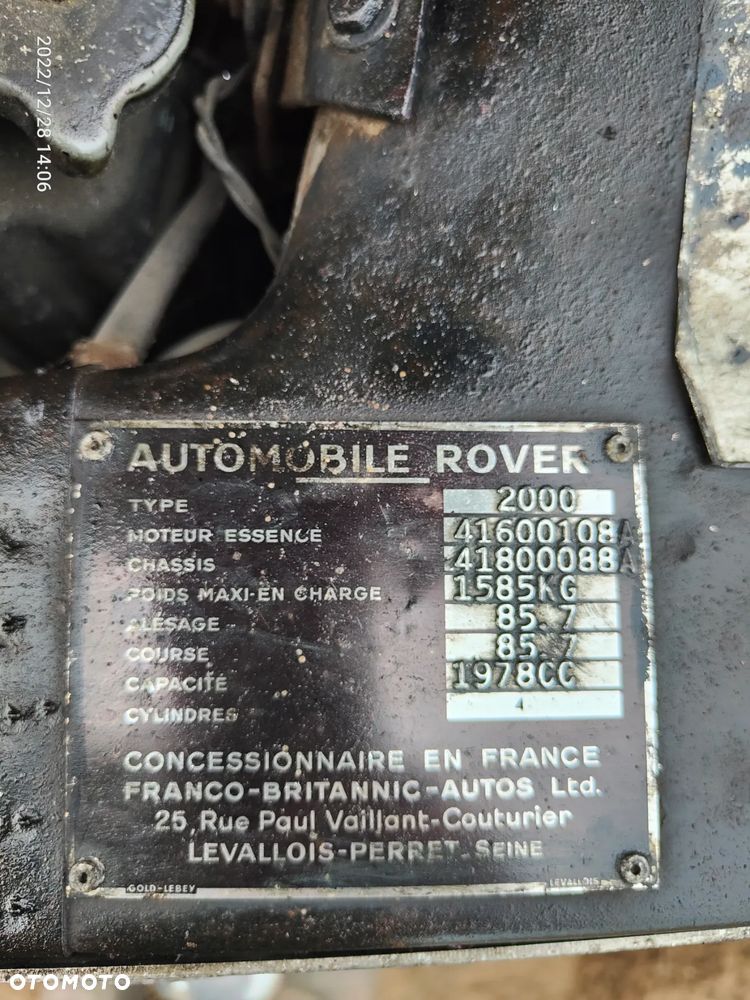 2022/12/28 14:06
AUTOMOBILE ROVER
TYPE 2000
MOTEUR ESSENCE 41600108A
CHASSIS 41800088A
POIDS MAXI-EN CHARGE 1585KG
ALESAGE 85.7
COURSE 85.7
CAPACITÉ 1978CC
CYLINDRES 4
CONCESSIONNAIRE EN FRANCE
FRANCO-BRITANNIC-AUTOS Ltd.
25, Rue Paul Vaillant-Couturier
LEVALLOIS-PERRET-SEINE
GOLD-LEBEY LEVALLOIS
OTOMOTO